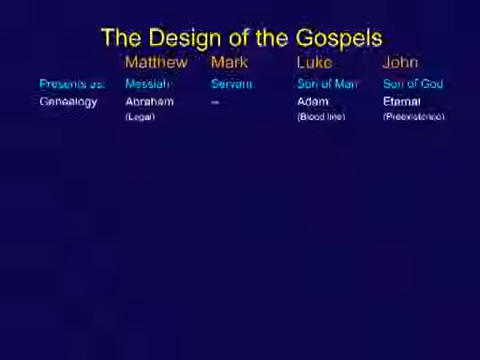 The Design of the Gospels
Matthew Mark Luke John
Presents as: Messiah Servant Son of Man Son of God
Genealogy Abraham -- Adam Eternal
(Legal) (Blood line) (Preexistence)